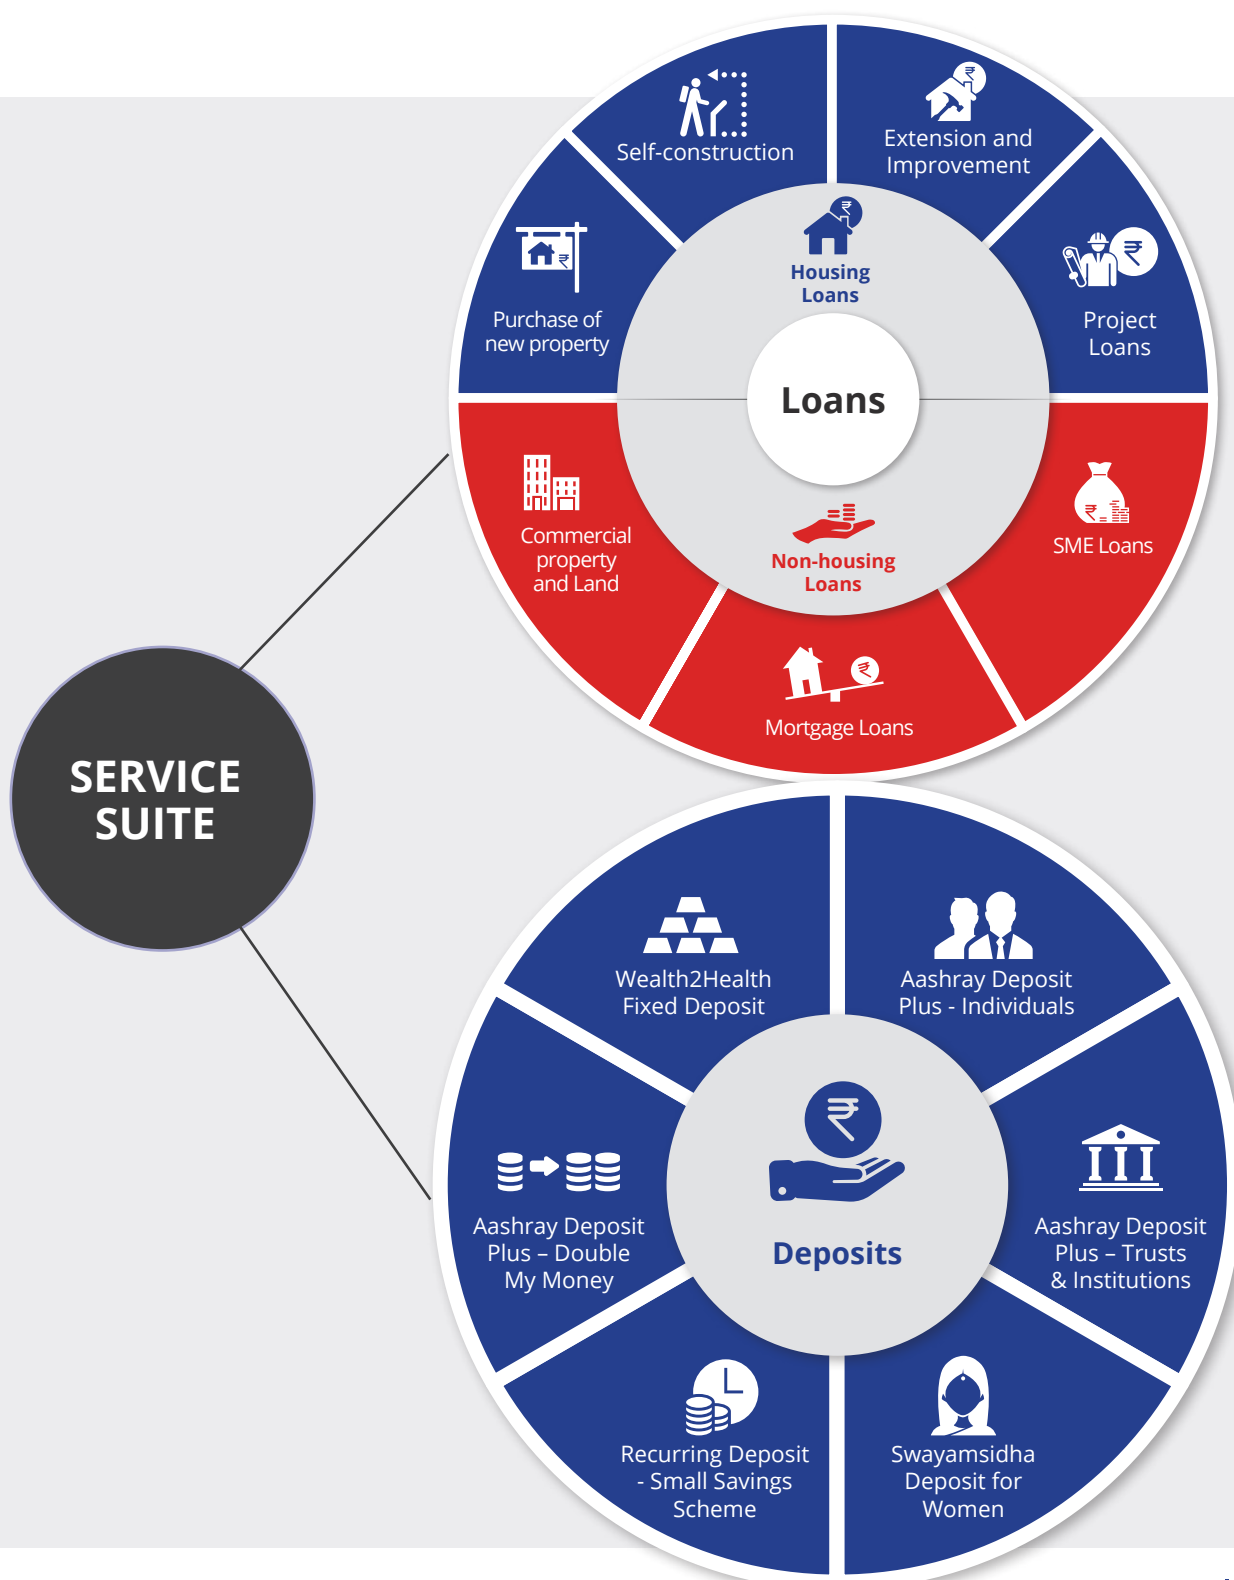 Self-construction
Extension and
Improvement
Purchase of
new property
Housing
Loans
Project
Loans
Loans
Commercial
property
and Land
Non-housing
Loans
SME Loans
Mortgage Loans
SERVICE
SUITE
Wealth2Health
Fixed Deposit
Aashray Deposit
Plus - Individuals
Aashray Deposit
Plus – Double
My Money
Deposits
Aashray Deposit
Plus – Trusts
& Institutions
Recurring Deposit
- Small Savings
Scheme
Swayamsidha
Deposit for
Women